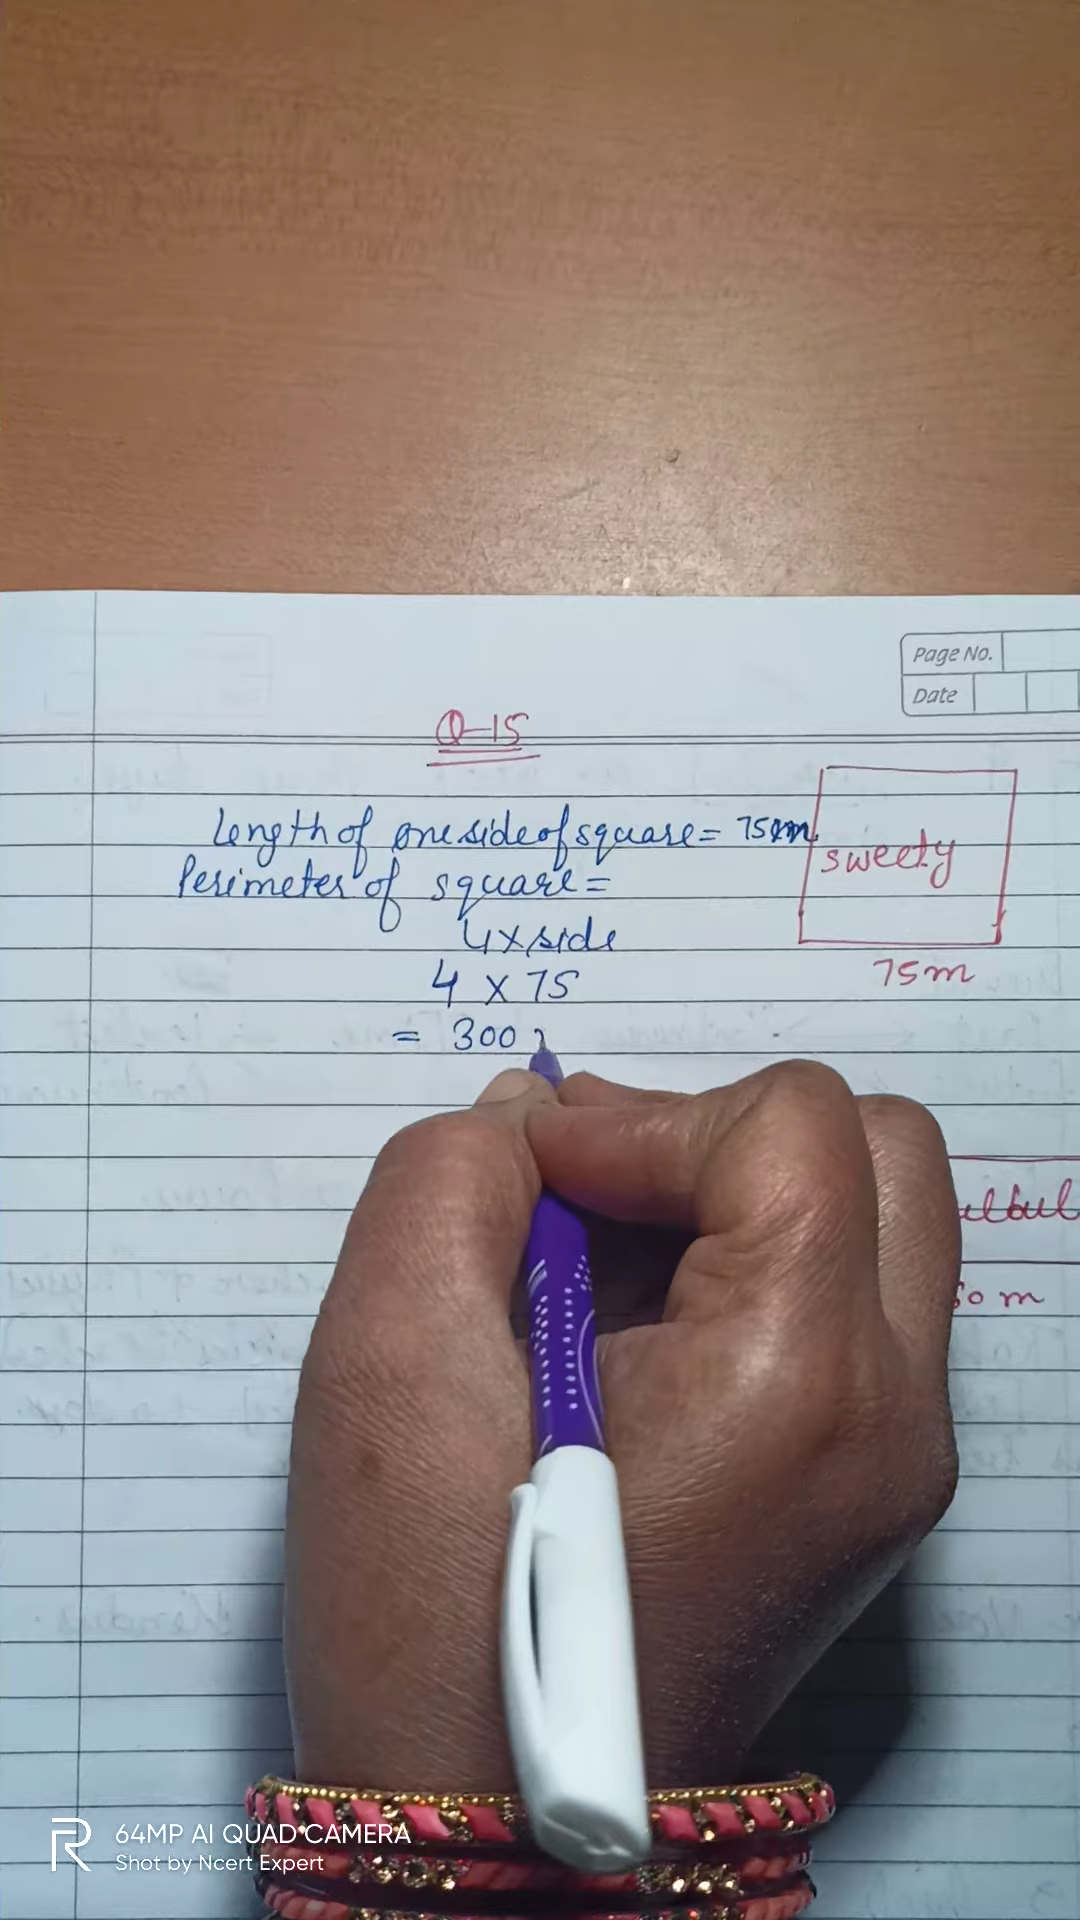 Page No.
Date
Q-15
Length of one side of square = 75m
Perimeter of square =
4 x side
4 x 75
= 300
sweety
75m
m
64MP AI QUAD CAMERA
Shot by Ncert Expert